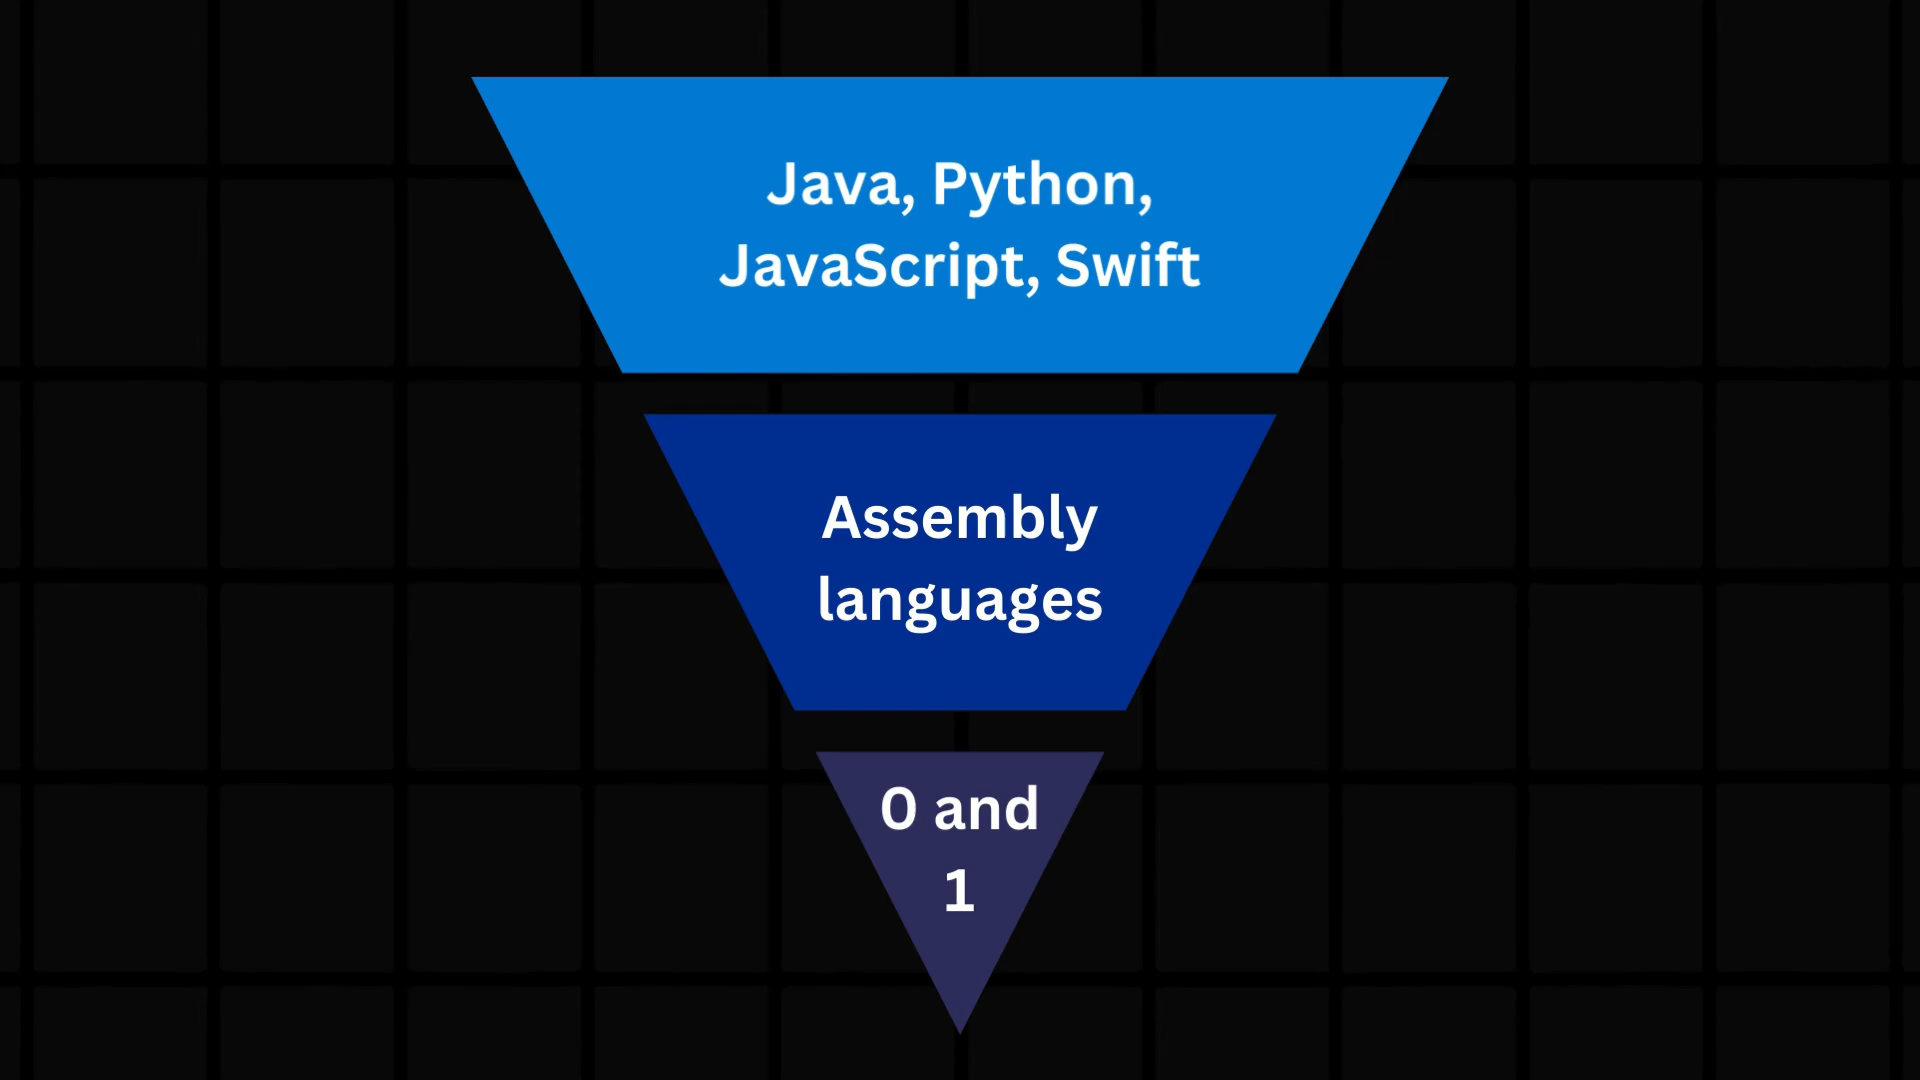 Java, Python,
JavaScript, Swift
Assembly
languages
0 and
1